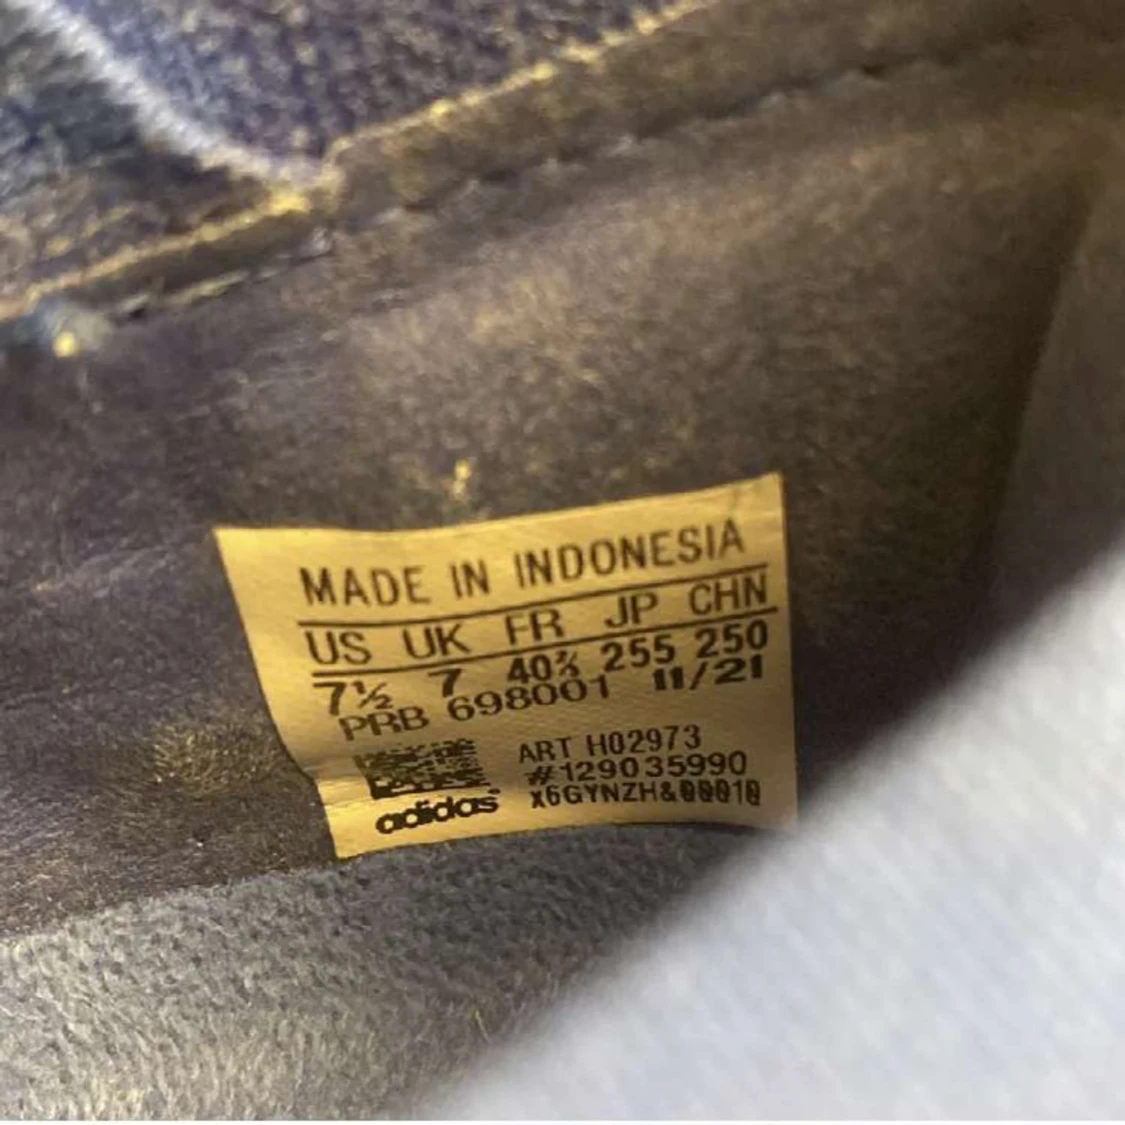 MADE IN INDONESIA
US UK FR JP CHN
7½ 7 40⅔ 255 250
PRB 698001 11/21
ART H02973
#129035990
x6GYNZH&00010
adidas